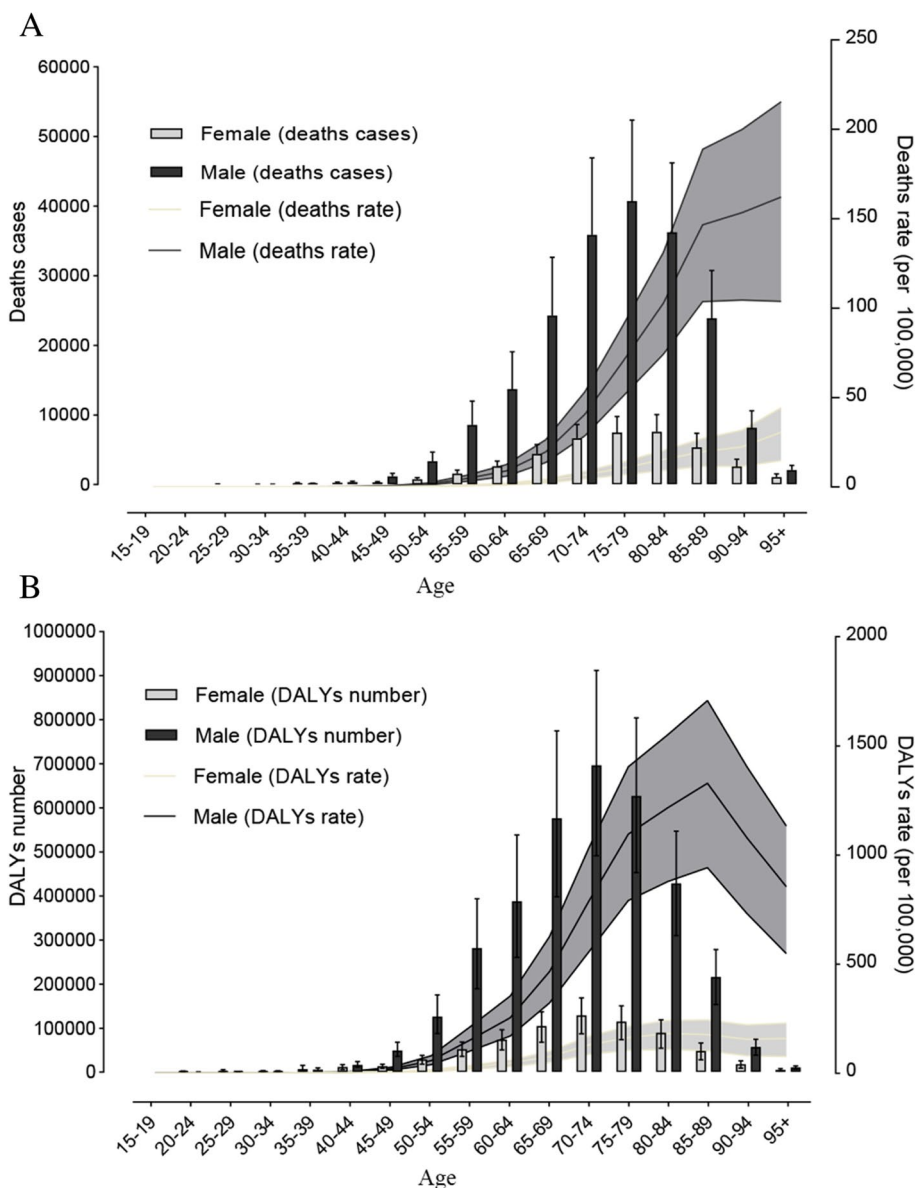 A
250
60000
50000
40000
30000
20000
10000
0
Deaths cases
Female (deaths cases)
Male (deaths cases)
Female (deaths rate)
Male (deaths rate)
200
150
100
50
0
Deaths rate (per 100,000)
15-19 20-24 25-29 30-34 35-39 40-44 45-49 50-54 55-59 60-64 65-69 70-74 75-79 80-84 85-89 90-94 95+
Age
B
1000000
900000
800000
700000
600000
500000
400000
300000
200000
100000
0
DALYs number
Female (DALYs number)
Male (DALYs number)
Female (DALYs rate)
Male (DALYs rate)
2000
1500
1000
500
0
DALYs rate (per 100,000)
15-19 20-24 25-29 30-34 35-39 40-44 45-49 50-54 55-59 60-64 65-69 70-74 75-79 80-84 85-89 90-94 95+
Age